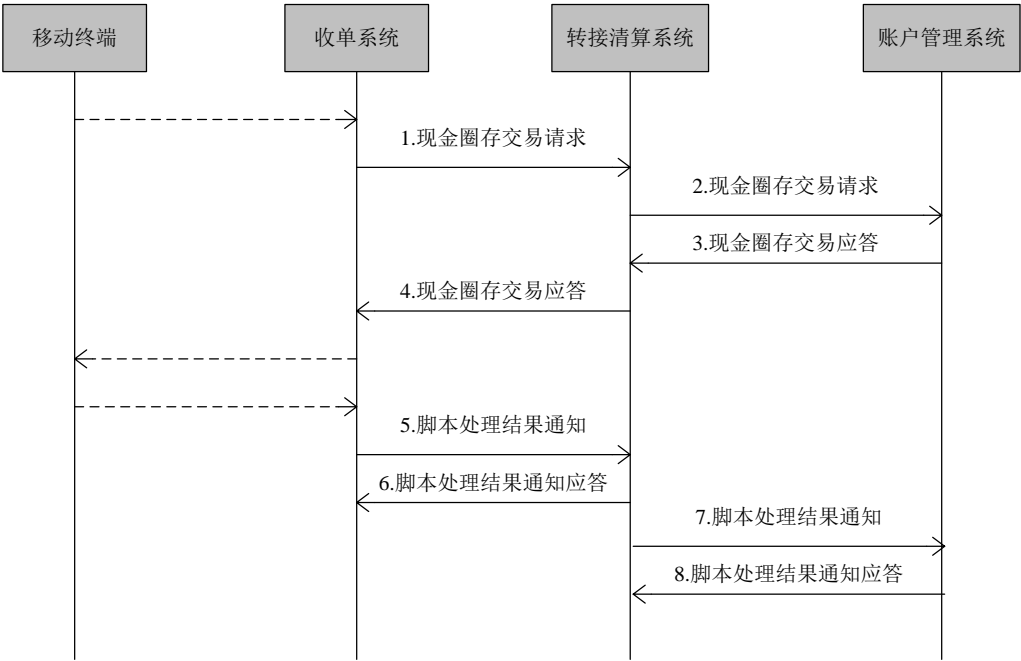 移动终端
收单系统
转接清算系统
账户管理系统
1.现金圈存交易请求
2.现金圈存交易请求
3.现金圈存交易应答
4.现金圈存交易应答
5.脚本处理结果通知
6.脚本处理结果通知应答
7.脚本处理结果通知
8.脚本处理结果通知应答